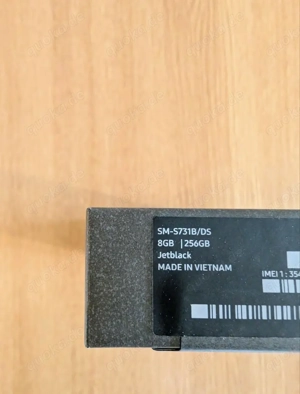 SM-S731B/DS
8GB | 256GB
Jetblack
MADE IN VIETNAM
IMEI 1 : 354